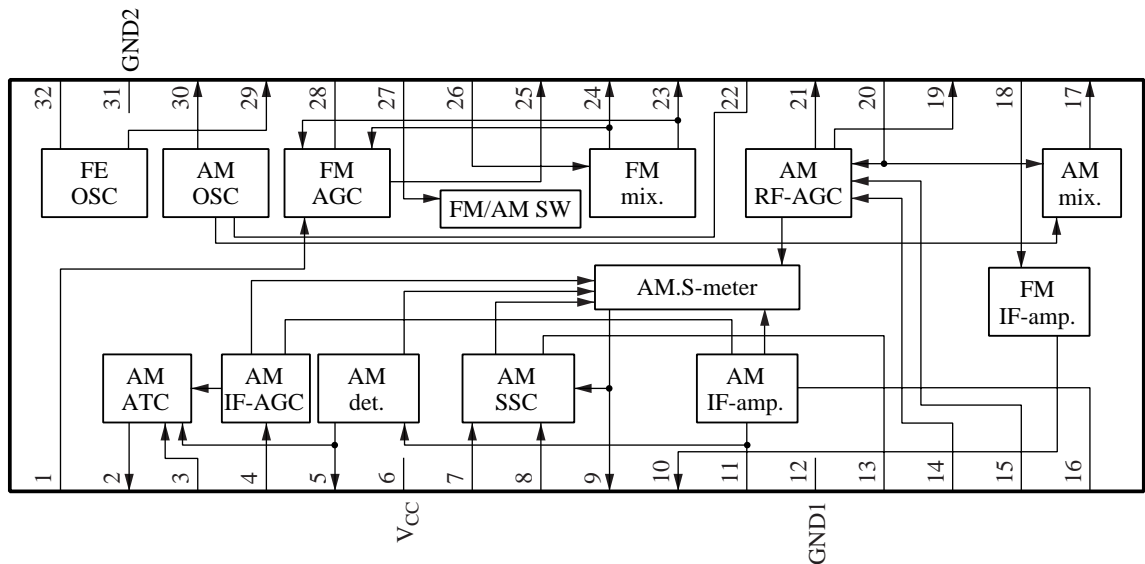 GND2
32
31
30
29
28
27
26
25
24
23
22
21
20
19
18
17
FE
OSC
AM
OSC
FM
AGC
FM/AM SW
FM
mix.
AM
RF-AGC
AM
mix.
AM.S-meter
FM
IF-amp.
AM
ATC
AM
IF-AGC
AM
det.
AM
SSC
AM
IF-amp.
1
2
3
4
5
6
7
8
9
10
11
12
13
14
15
16
VCC
GND1